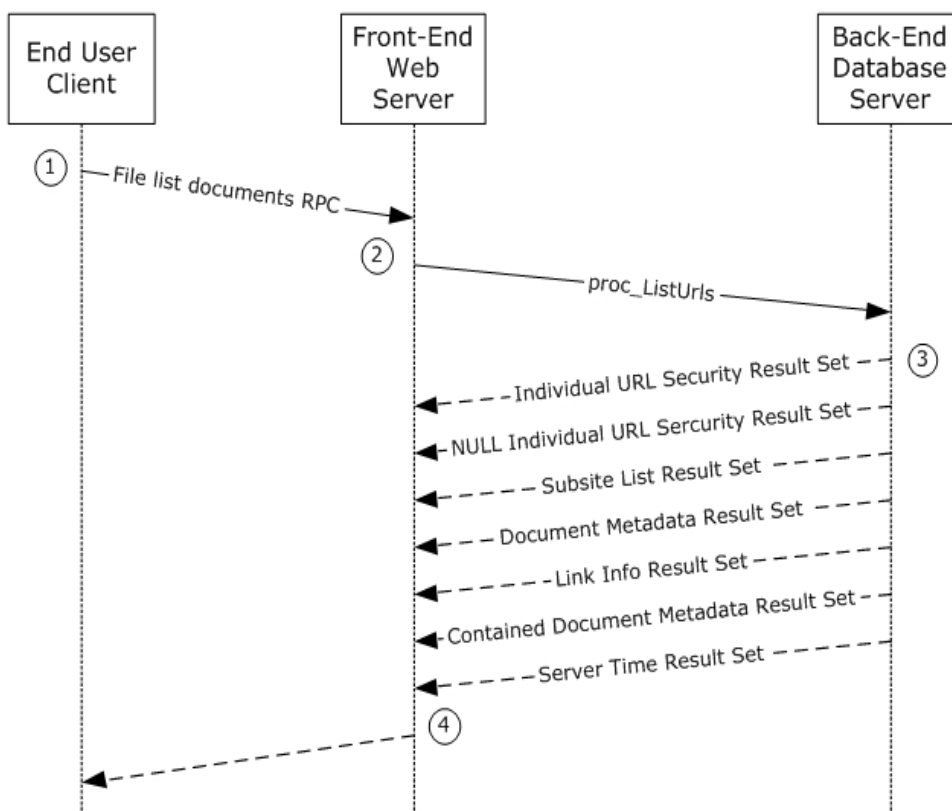 End User
Client
Front-End
Web
Server
Back-End
Database
Server
1
File list documents RPC
2
proc_ListUrls
3
Individual URL Security Result Set
NULL Individual URL Sercurity Result Set
Subsite List Result Set
Document Metadata Result Set
Link Info Result Set
Contained Document Metadata Result Set
Server Time Result Set
4